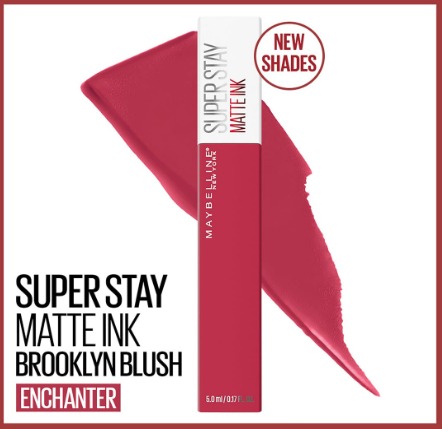 NEW
SHADES
SUPER STAY
MATTE INK
MAYBELLINE®
NEW YORK
SUPER STAY
MATTE INK
BROOKLYN BLUSH
ENCHANTER
5.0 ml / 0.17